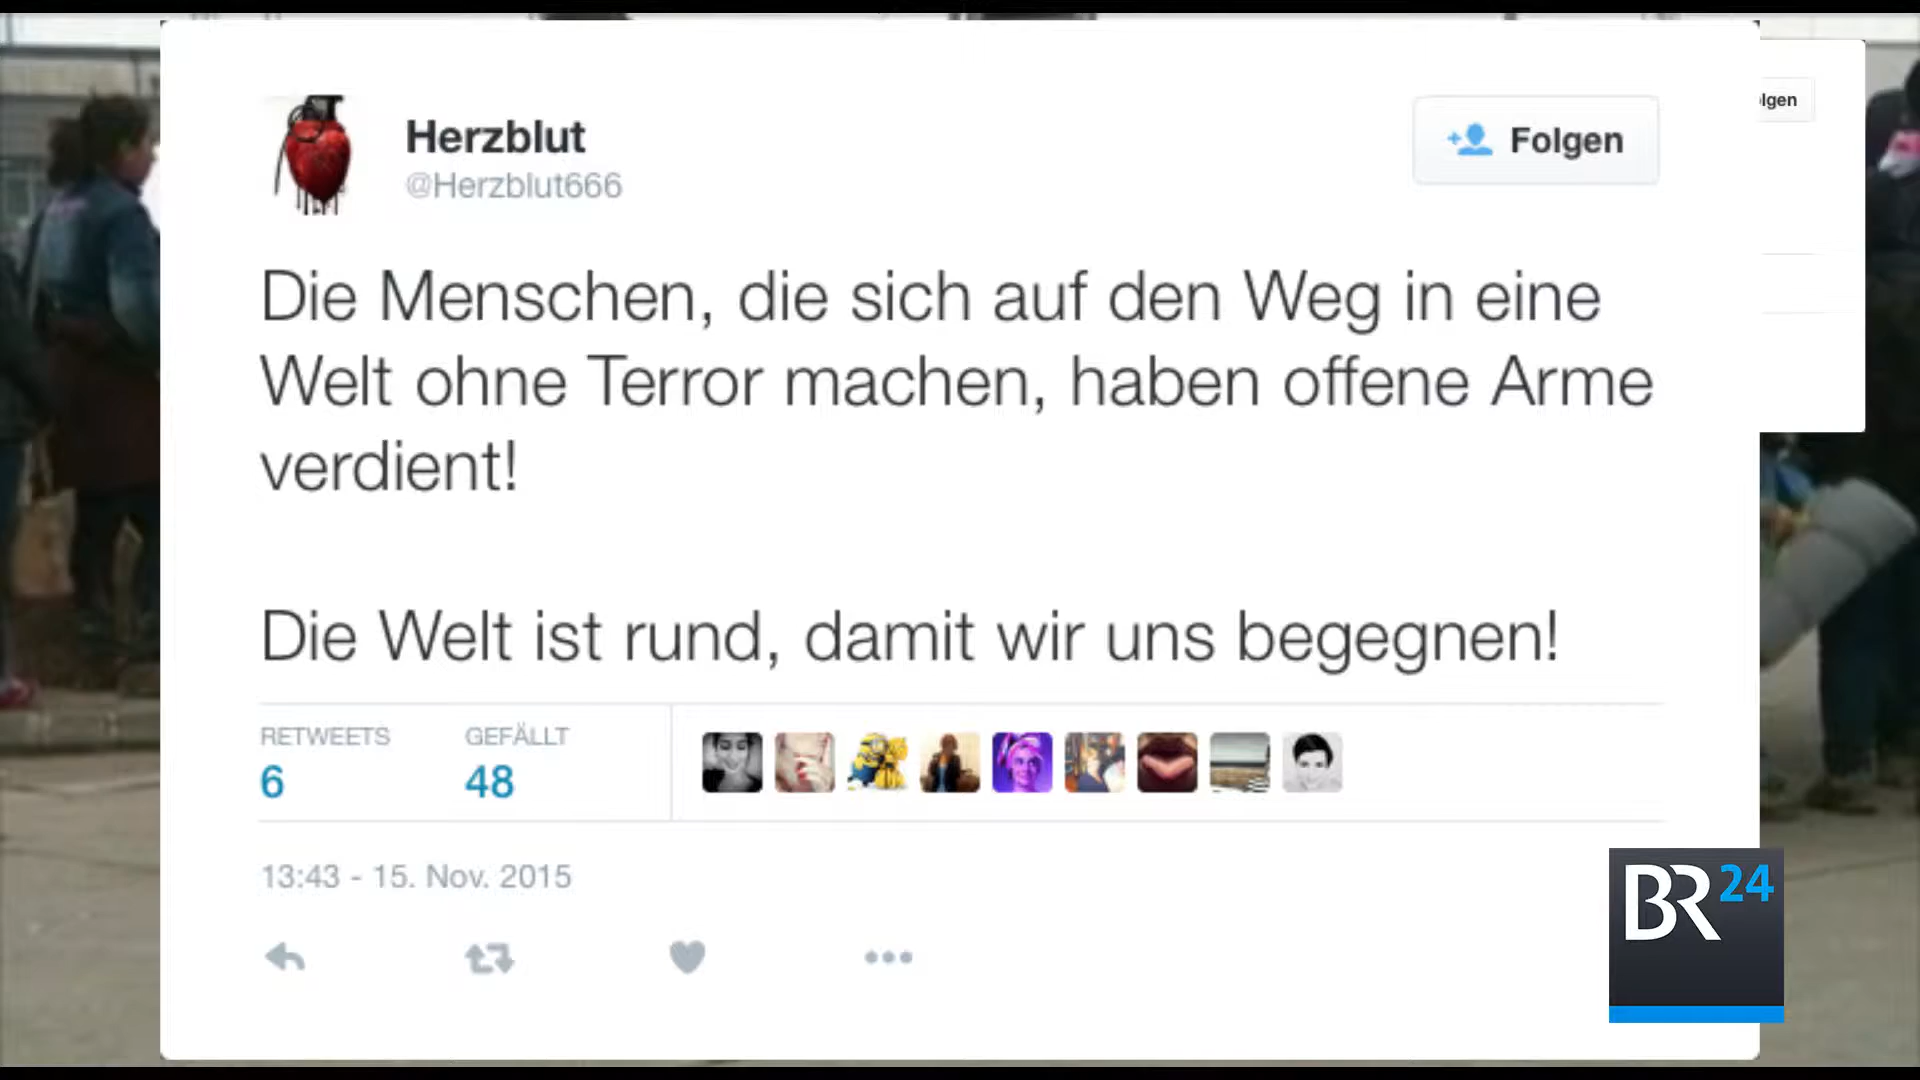 Herzblut
@Herzblut666
Folgen
lgen
Die Menschen, die sich auf den Weg in eine
Welt ohne Terror machen, haben offene Arme
verdient!
Die Welt ist rund, damit wir uns begegnen!
RETWEETS
GEFÄLLT
6
48
13:43 - 15. Nov. 2015
BR24